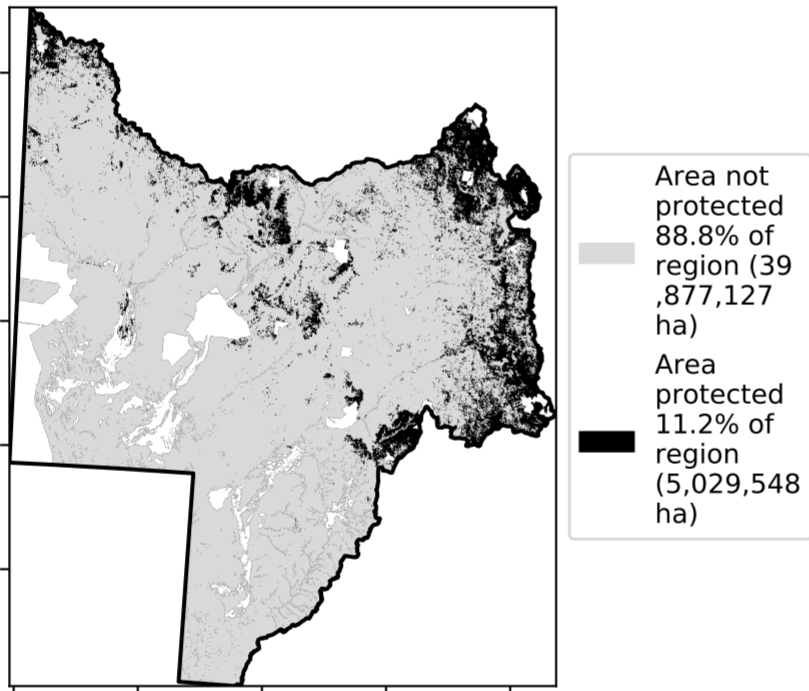 Area not
protected
88.8% of
region (39
,877,127
ha)
Area
protected
11.2% of
region
(5,029,548
ha)